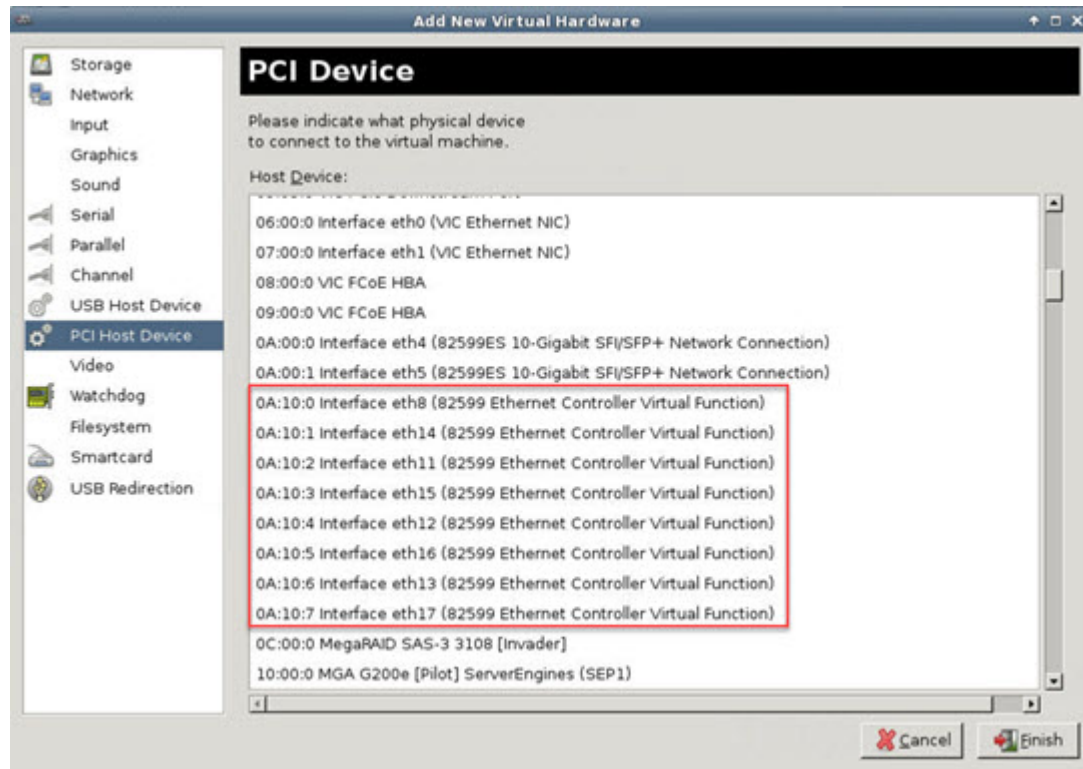 Add New Virtual Hardware
Storage
Network
Input
Graphics
Sound
Serial
Parallel
Channel
USB Host Device
PCI Host Device
Video
Watchdog
Filesystem
Smartcard
USB Redirection
PCI Device
Please indicate what physical device
to connect to the virtual machine.
Host Device:
06:00:0 Interface eth0 (VIC Ethernet NIC)
07:00:0 Interface eth1 (VIC Ethernet NIC)
08:00:0 VIC FCoE HBA
09:00:0 VIC FCoE HBA
0A:00:0 Interface eth4 (82599ES 10-Gigabit SFI/SFP+ Network Connection)
0A:00:1 Interface eth5 (82599ES 10-Gigabit SFI/SFP+ Network Connection)
0A:10:0 Interface eth8 (82599 Ethernet Controller Virtual Function)
0A:10:1 Interface eth14 (82599 Ethernet Controller Virtual Function)
0A:10:2 Interface eth11 (82599 Ethernet Controller Virtual Function)
0A:10:3 Interface eth15 (82599 Ethernet Controller Virtual Function)
0A:10:4 Interface eth12 (82599 Ethernet Controller Virtual Function)
0A:10:5 Interface eth16 (82599 Ethernet Controller Virtual Function)
0A:10:6 Interface eth13 (82599 Ethernet Controller Virtual Function)
0A:10:7 Interface eth17 (82599 Ethernet Controller Virtual Function)
0C:00:0 MegaRAID SAS-3 3108 [Invader]
10:00:0 MGA G200e [Pilot] ServerEngines (SEP1)
Cancel
Finish